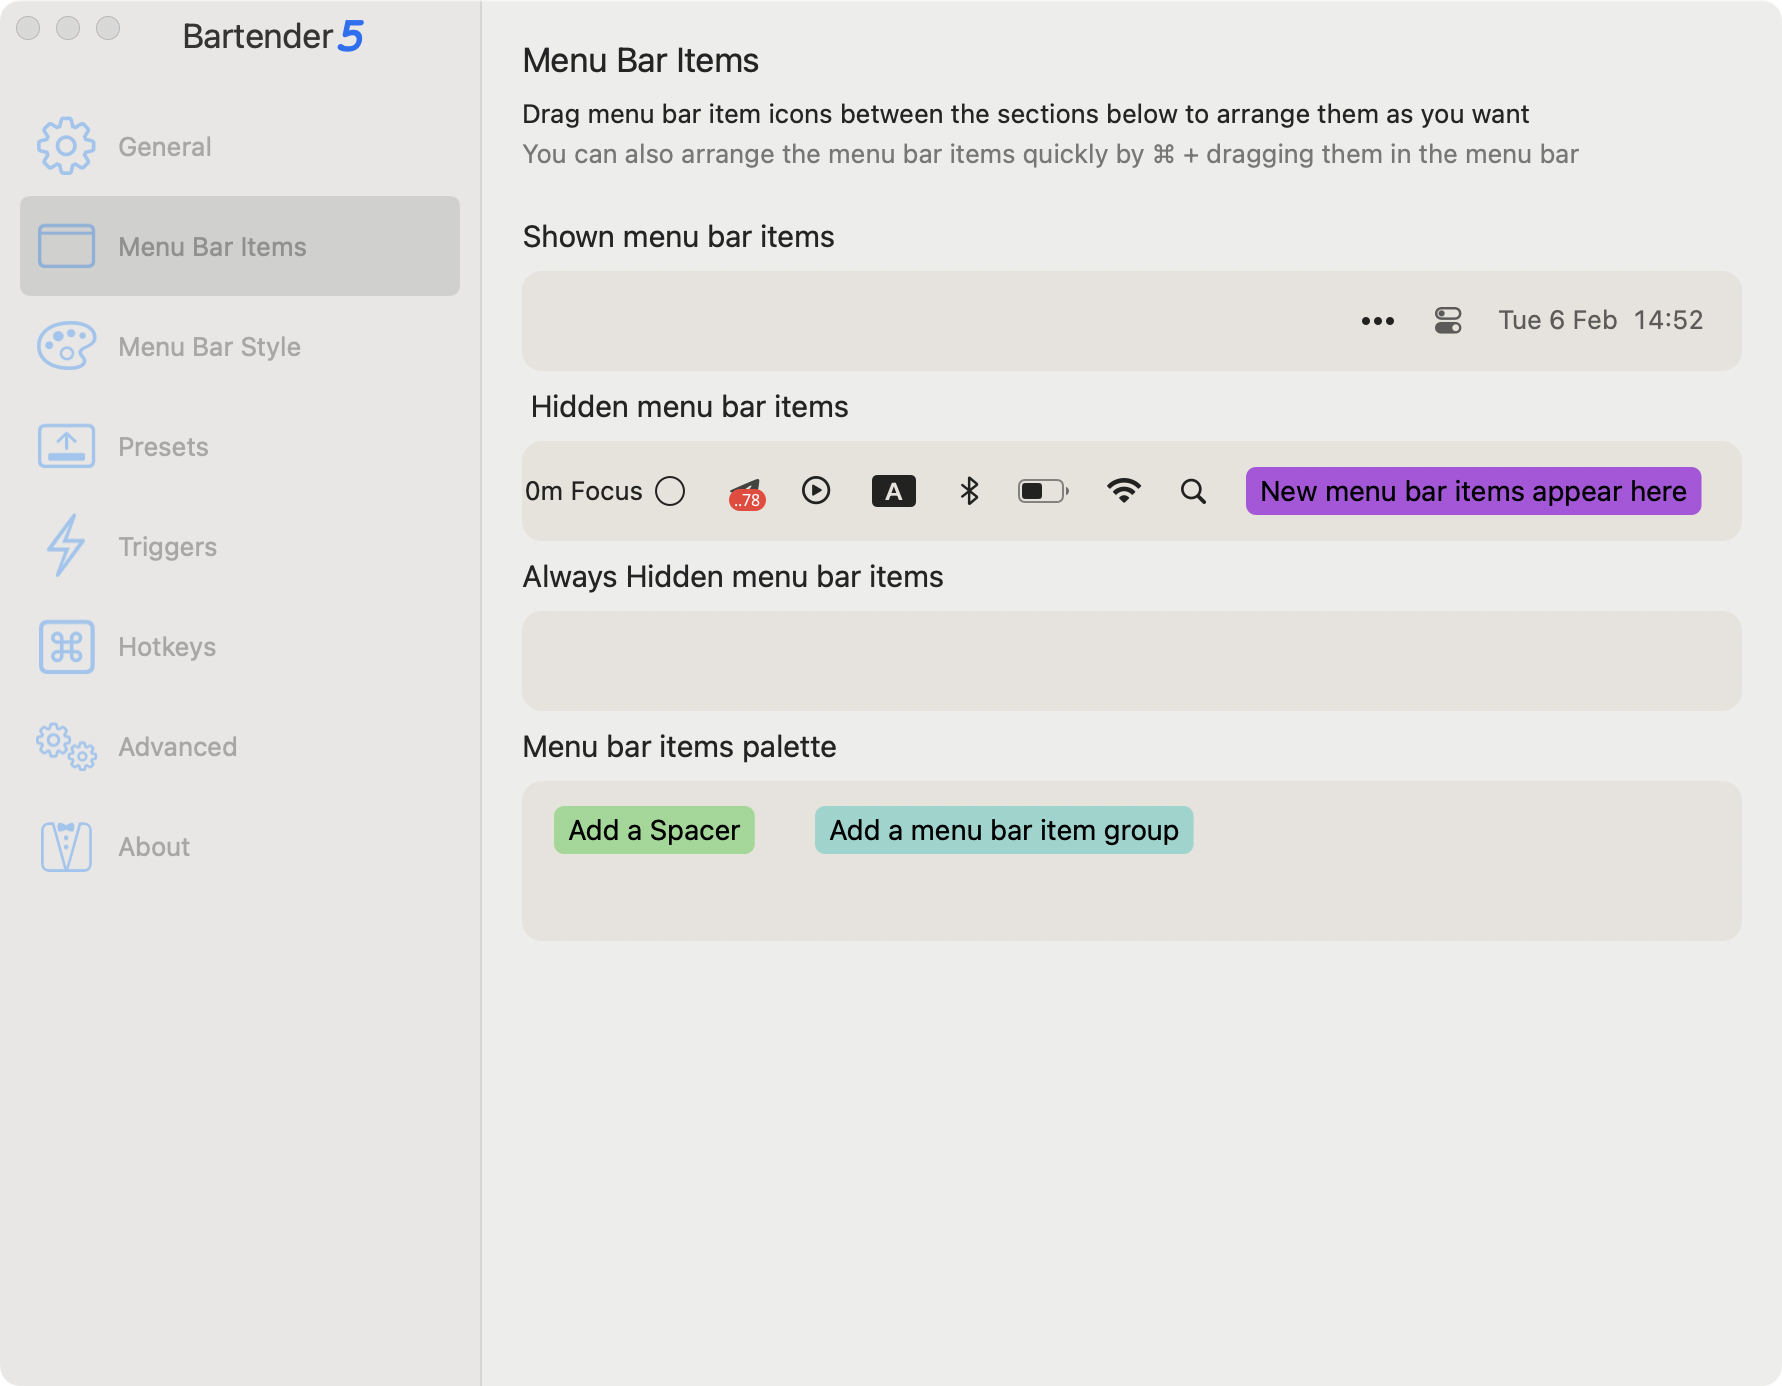 Bartender 5
General
Menu Bar Items
Menu Bar Style
Presets
Triggers
Hotkeys
Advanced
About
Menu Bar Items
Drag menu bar item icons between the sections below to arrange them as you want
You can also arrange the menu bar items quickly by ⌘ + dragging them in the menu bar
Shown menu bar items
••• Tue 6 Feb 14:52
Hidden menu bar items
0m Focus ..78 A New menu bar items appear here
Always Hidden menu bar items
Menu bar items palette
Add a Spacer Add a menu bar item group